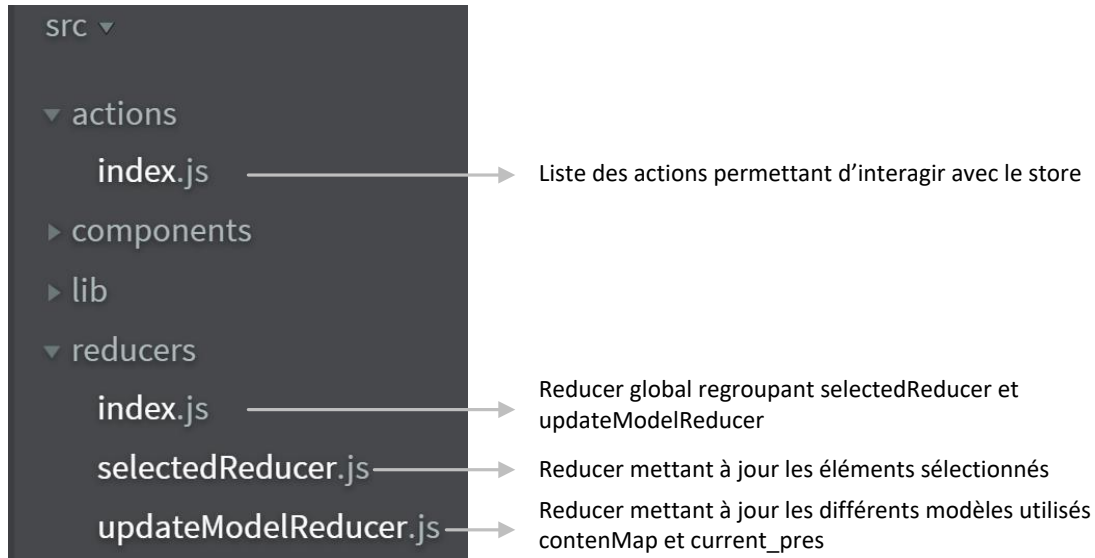 src
actions
index.js
Liste des actions permettant d'interagir avec le store
components
lib
reducers
index.js
Reducer global regroupant selectedReducer et
updateModelReducer
selectedReducer.js
Reducer mettant à jour les éléments sélectionnés
updateModelReducer.js
Reducer mettant à jour les différents modèles utilisés
contenMap et current_pres